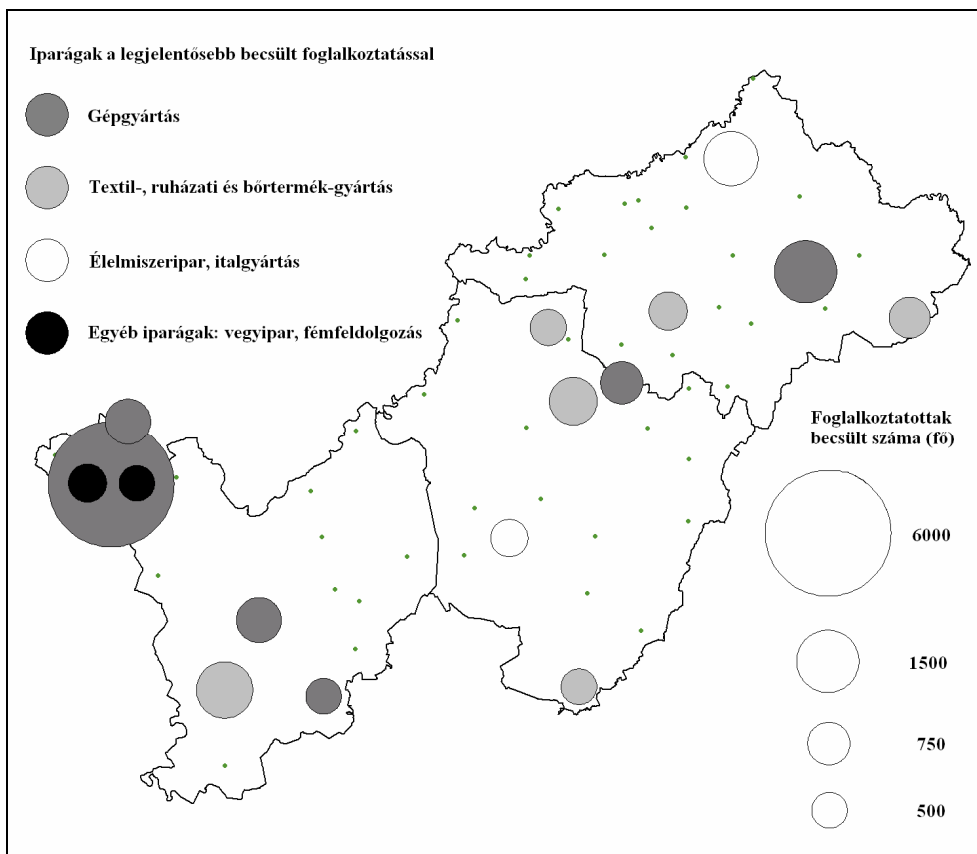 Iparágak a legjelentősebb becsült foglalkoztatással
Gépgyártás
Textil-, ruházati és bőrtermék-gyártás
Élelmiszeripar, italgyártás
Egyéb iparágak: vegyipar, fémfeldolgozás
Foglalkoztatottak
becsült száma (fő)
6000
1500
750
500